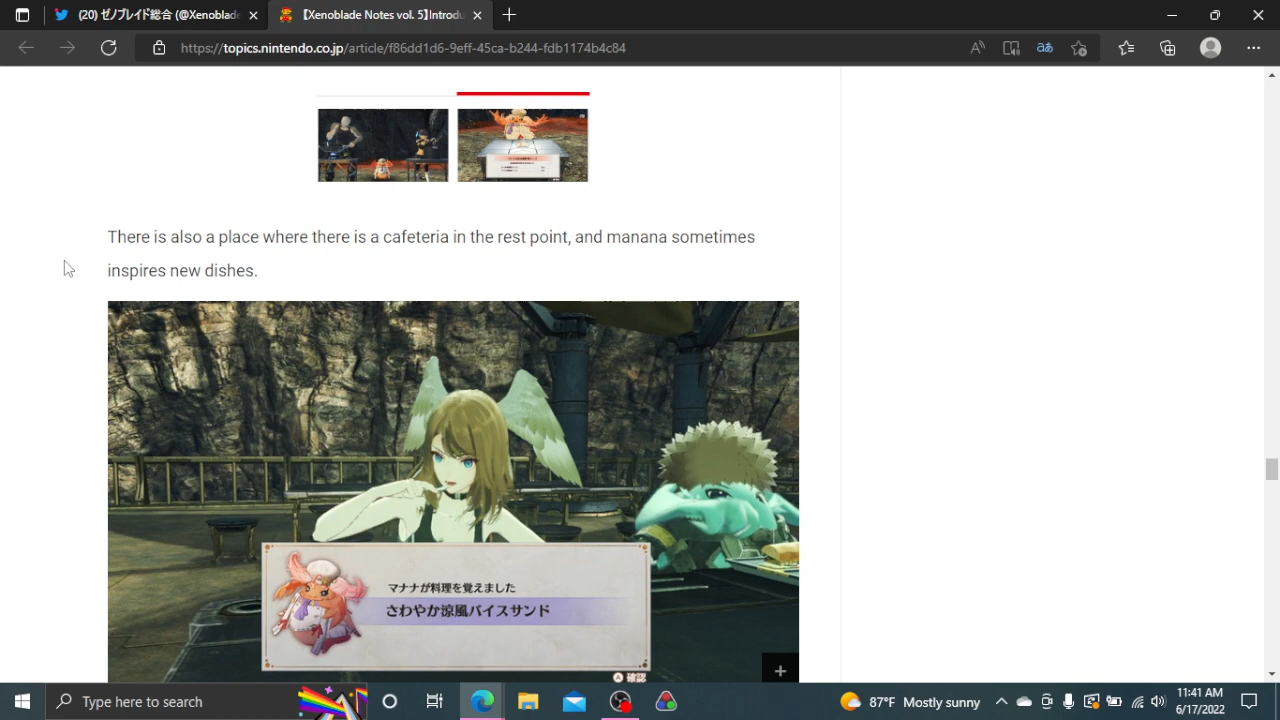 (20) ゼノブレイド総合 (@Xenoblade
【Xenoblade Notes vol. 5】Introdu
https://topics.nintendo.co.jp/article/f86dd1d6-9eff-45ca-b244-fdb1174b4c84
There is also a place where there is a cafeteria in the rest point, and manana sometimes
inspires new dishes.
マナナが料理を覚えました
さわやか涼風バイスサンド
Ⓐ 確認
Type here to search
87°F Mostly sunny
11:41 AM
6/17/2022